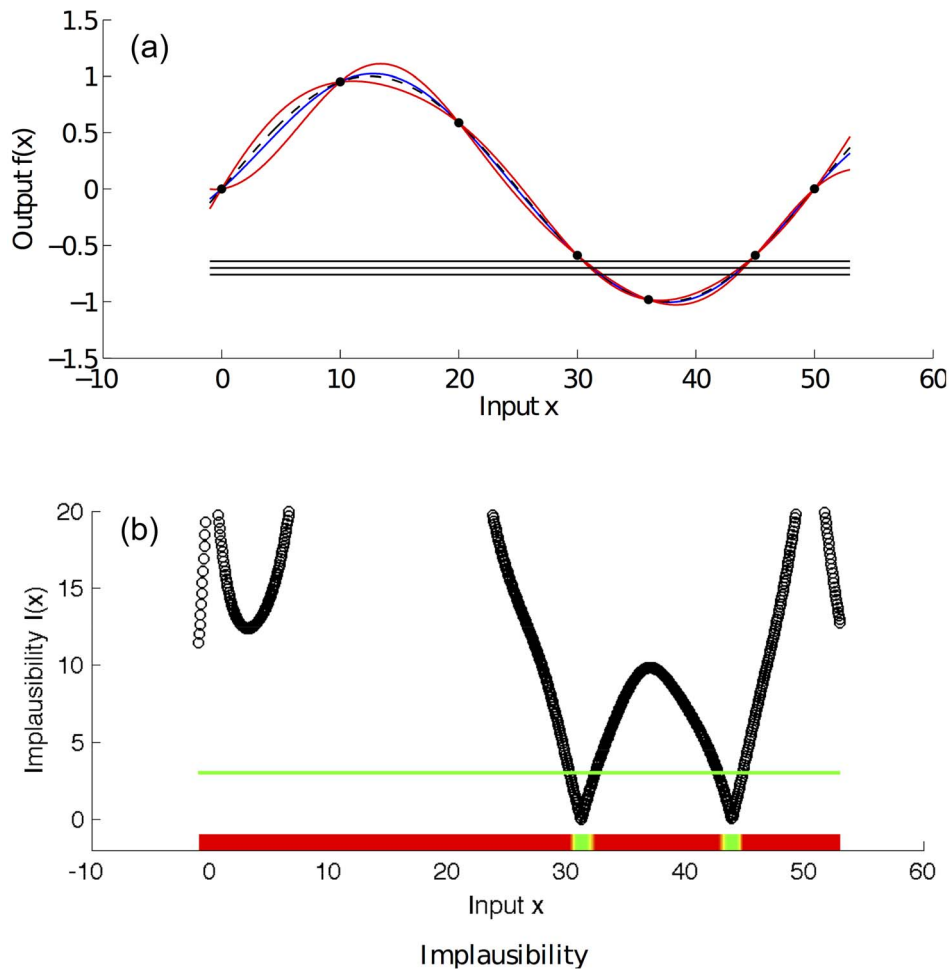 (a)
Output f(x)
1.5
1
0.5
0
−0.5
−1
−1.5
−10 0 10 20 30 40 50 60
Input x
(b)
Implausibility I(x)
20
15
10
5
0
-10 0 10 20 30 40 50 60
Input x
Implausibility